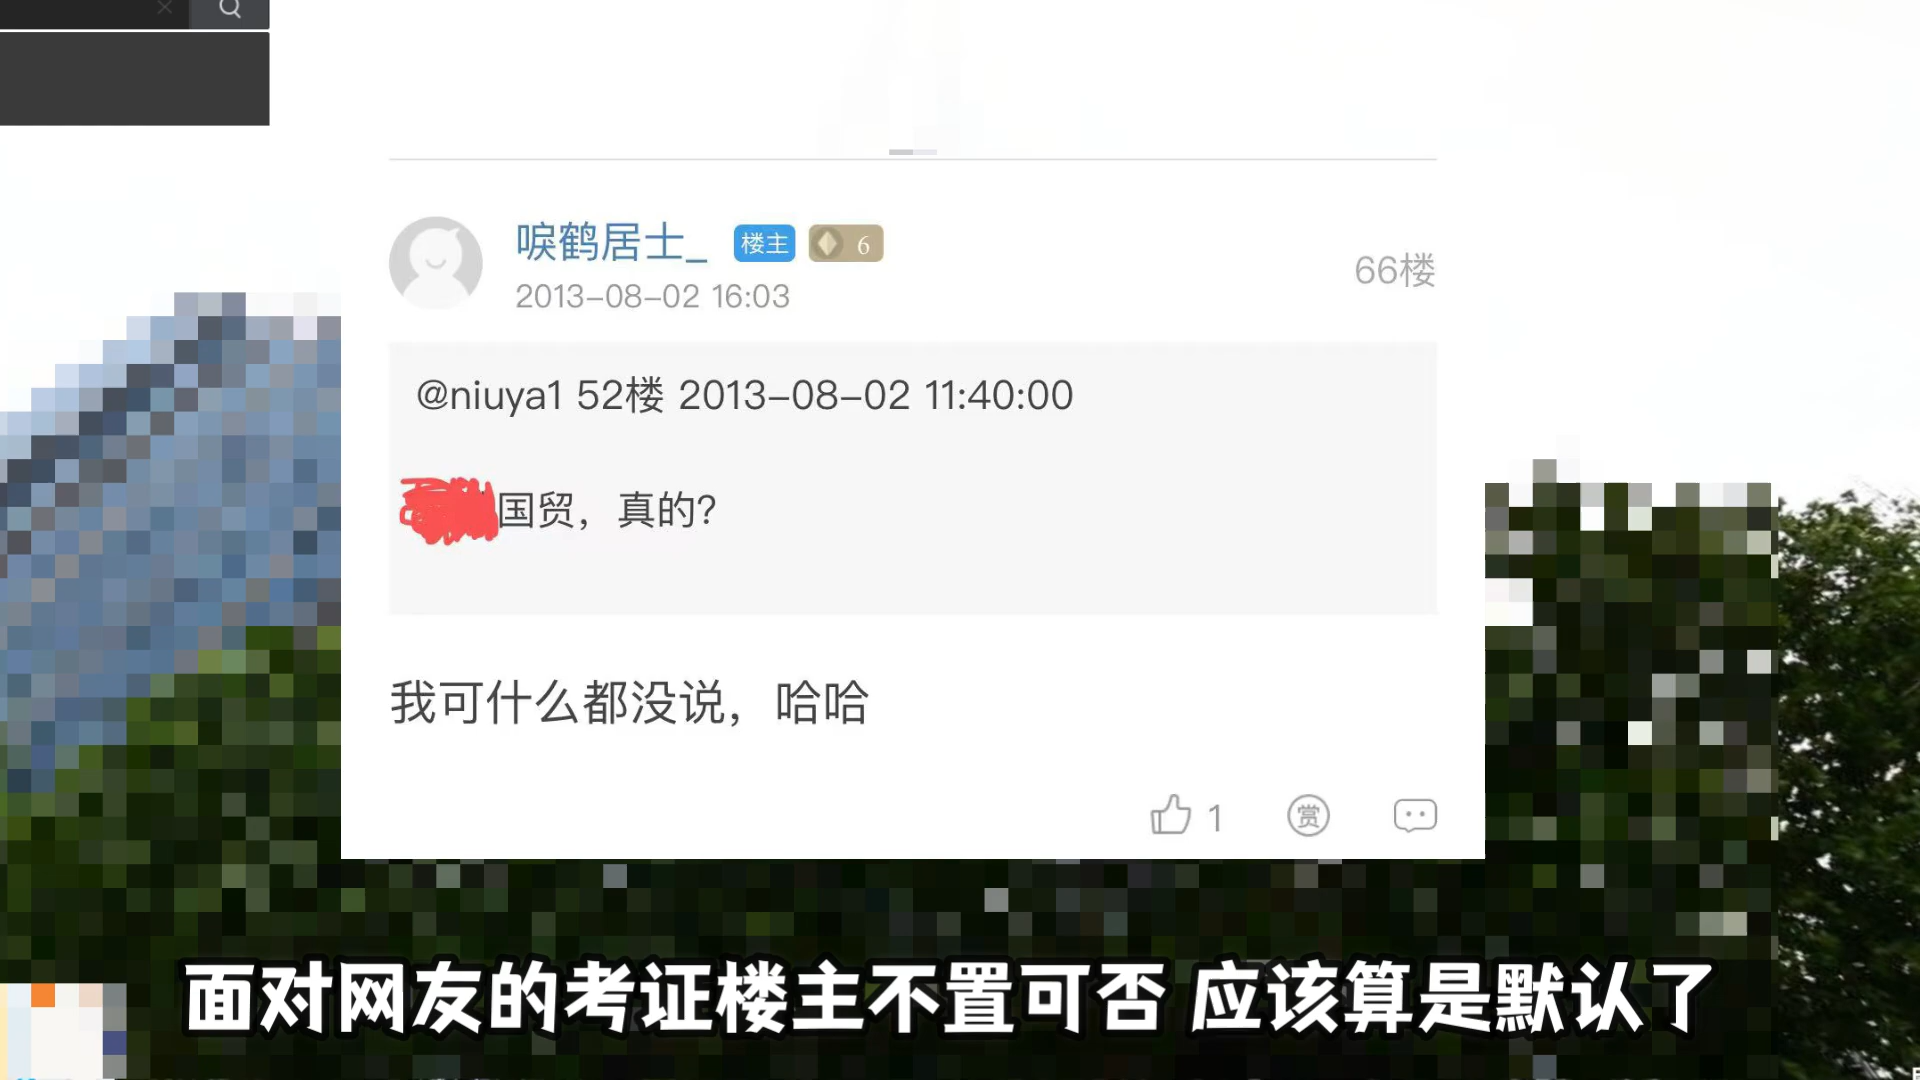 唳鹤居士_ 楼主 6
2013-08-02 16:03
66楼
@niuya1 52楼 2013-08-02 11:40:00
国贸，真的？
我可什么都没说，哈哈
1 赏
面对网友的考证楼主不置可否 应该算是默认了